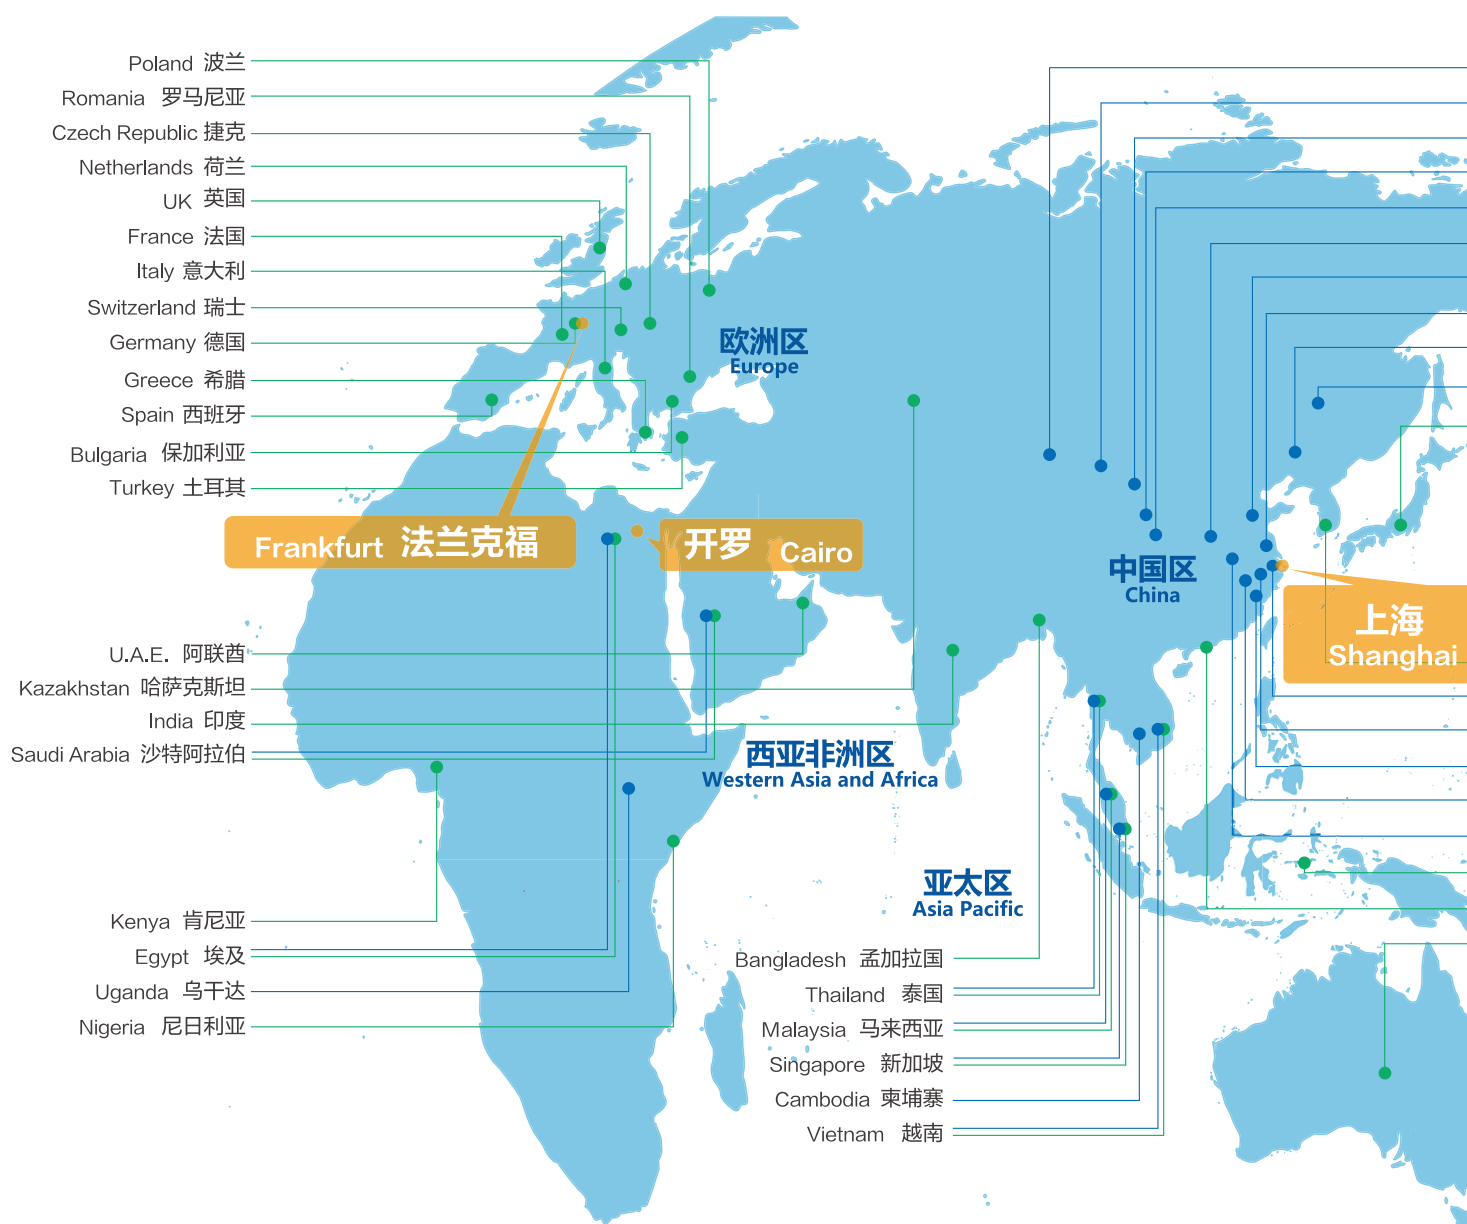 Poland 波兰
Romania 罗马尼亚
Czech Republic 捷克
Netherlands 荷兰
UK 英国
France 法国
Italy 意大利
Switzerland 瑞士
Germany 德国
Greece 希腊
Spain 西班牙
Bulgaria 保加利亚
Turkey 土耳其
欧洲区
Europe
Frankfurt 法兰克福
开罗 Cairo
中国区
China
上海
Shanghai
U.A.E. 阿联酋
Kazakhstan 哈萨克斯坦
India 印度
Saudi Arabia 沙特阿拉伯
西亚非洲区
Western Asia and Africa
亚太区
Asia Pacific
Kenya 肯尼亚
Egypt 埃及
Uganda 乌干达
Nigeria 尼日利亚
Bangladesh 孟加拉国
Thailand 泰国
Malaysia 马来西亚
Singapore 新加坡
Cambodia 柬埔寨
Vietnam 越南